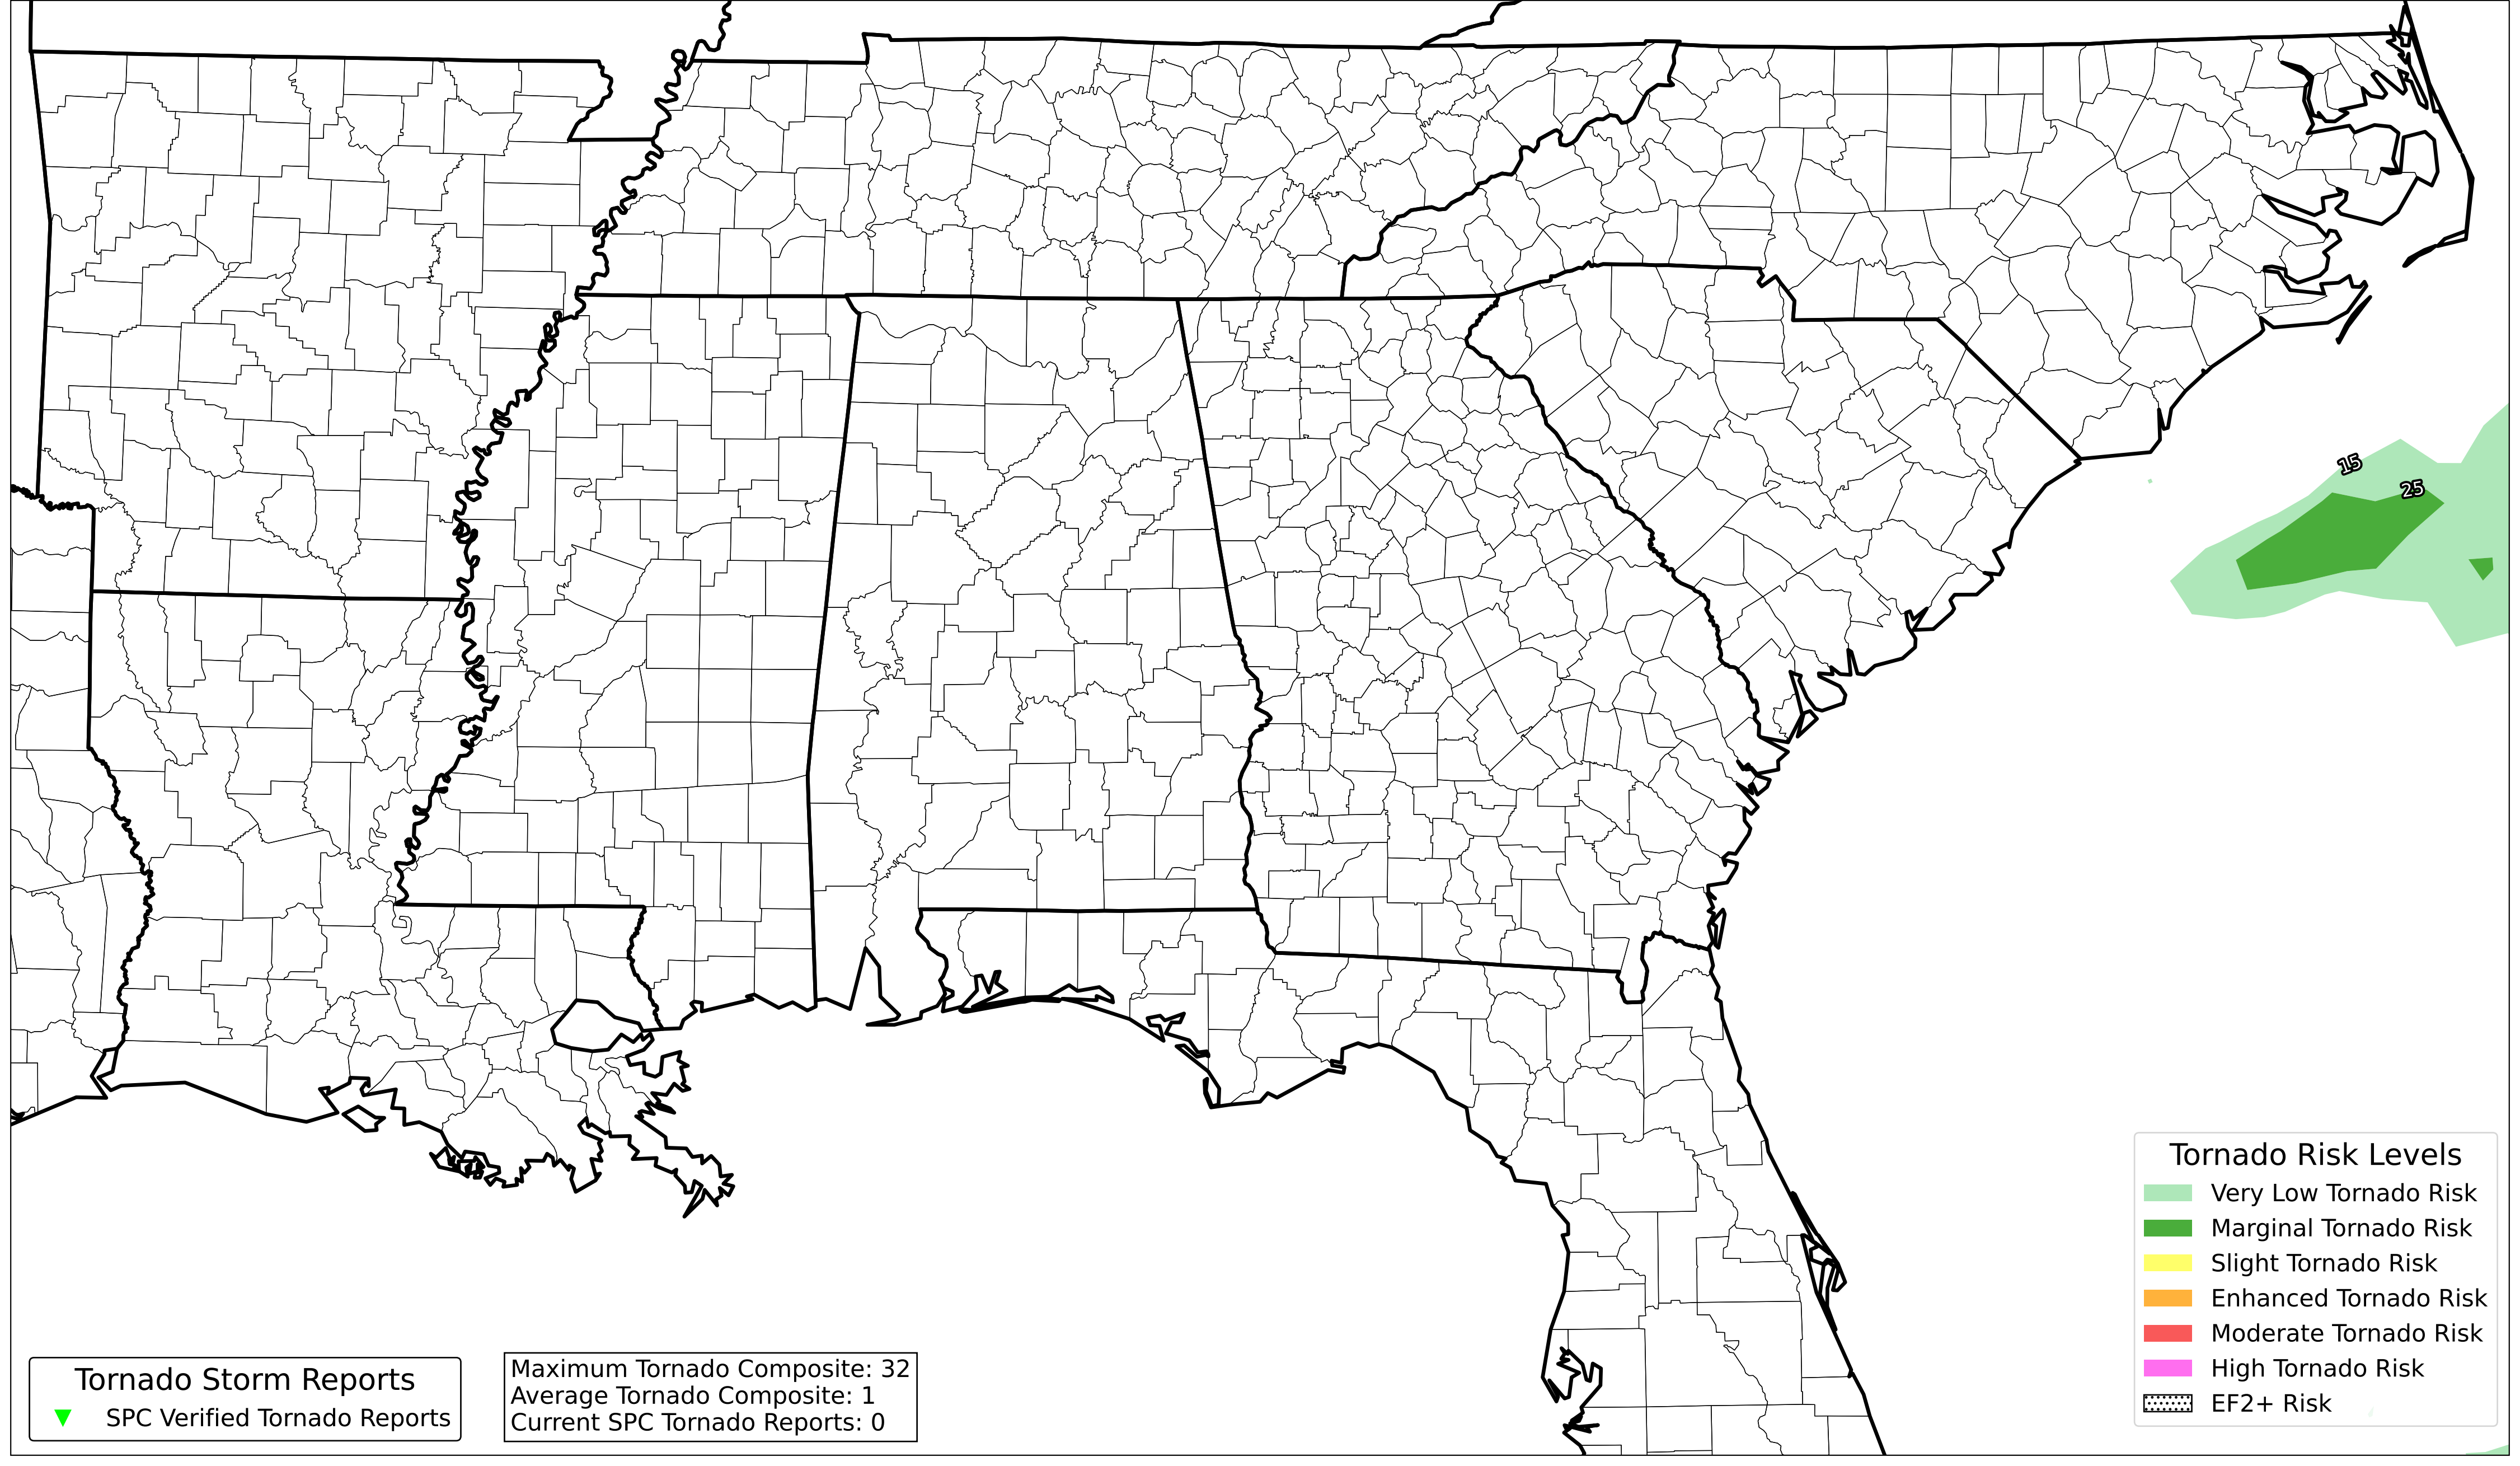 15
25
Tornado Risk Levels
Very Low Tornado Risk
Marginal Tornado Risk
Slight Tornado Risk
Enhanced Tornado Risk
Moderate Tornado Risk
High Tornado Risk
EF2+ Risk
Tornado Storm Reports
SPC Verified Tornado Reports
Maximum Tornado Composite: 32
Average Tornado Composite: 1
Current SPC Tornado Reports: 0